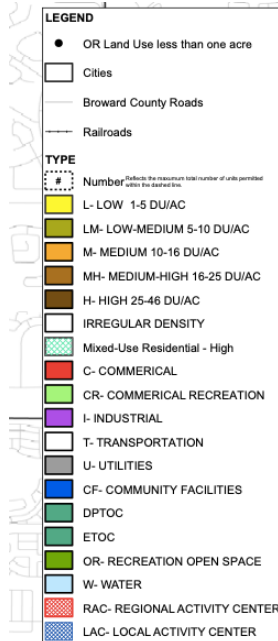 LEGEND
OR Land Use less than one acre
Cities
Broward County Roads
Railroads
TYPE
# Number Reflects the maxumum total number of units permitted
within the dashed line.
L- LOW 1-5 DU/AC
LM- LOW-MEDIUM 5-10 DU/AC
M- MEDIUM 10-16 DU/AC
MH- MEDIUM-HIGH 16-25 DU/AC
H- HIGH 25-46 DU/AC
IRREGULAR DENSITY
Mixed-Use Residential - High
C- COMMERICAL
CR- COMMERICAL RECREATION
I- INDUSTRIAL
T- TRANSPORTATION
U- UTILITIES
CF- COMMUNITY FACILITIES
DPTOC
ETOC
OR- RECREATION OPEN SPACE
W- WATER
RAC- REGIONAL ACTIVITY CENTER
LAC- LOCAL ACTIVITY CENTER